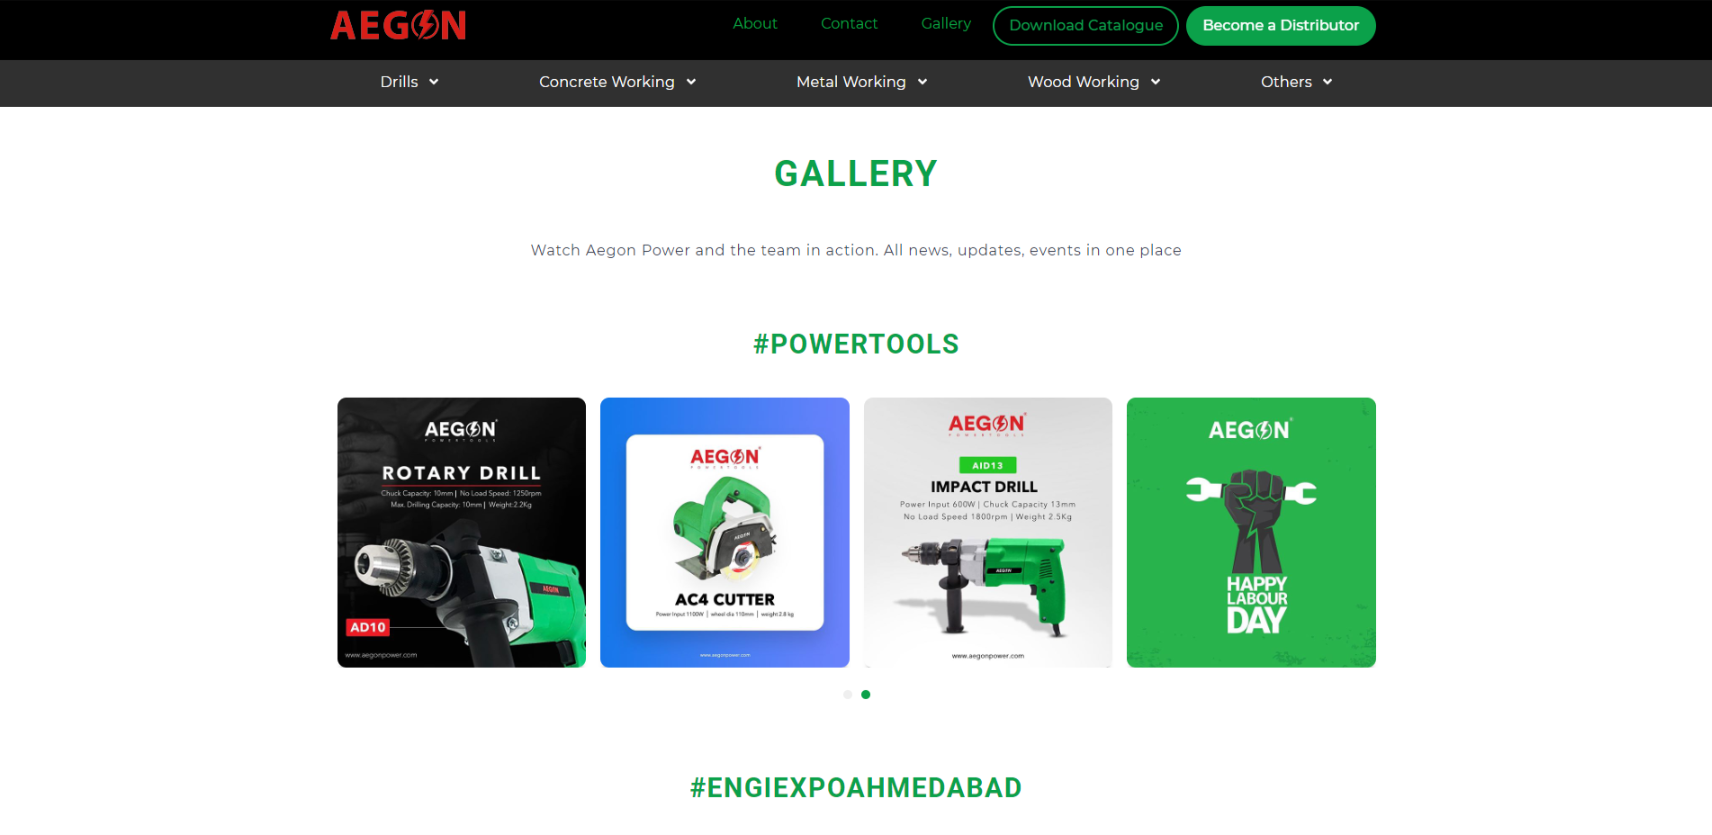 AEGON
About
Contact
Gallery
Download Catalogue
Become a Distributor
Drills
Concrete Working
Metal Working
Wood Working
Others
GALLERY
Watch Aegon Power and the team in action. All news, updates, events in one place
#POWERTOOLS
AEGON
POWERTOOLS
ROTARY DRILL
Chuck Capacity: 10mm | No Load Speed: 1250rpm
Max. Drilling Capacity: 10mm | Weight:2.2Kg
AEGON
AD10
www.aegonpower.com
AEGON
POWERTOOLS
AEGON
AC4 CUTTER
Power Input 1100W | wheel dia 110mm | weight 2.8 kg
www.aegonpower.com
AEGON
POWERTOOLS
AID13
IMPACT DRILL
Power Input 600W | Chuck Capacity 13mm
No Load Speed 1800rpm | Weight 2.5Kg
AEGON
www.aegonpower.com
AEGON
HAPPY
LABOUR
DAY
#ENGIEXPOAHMEDABAD